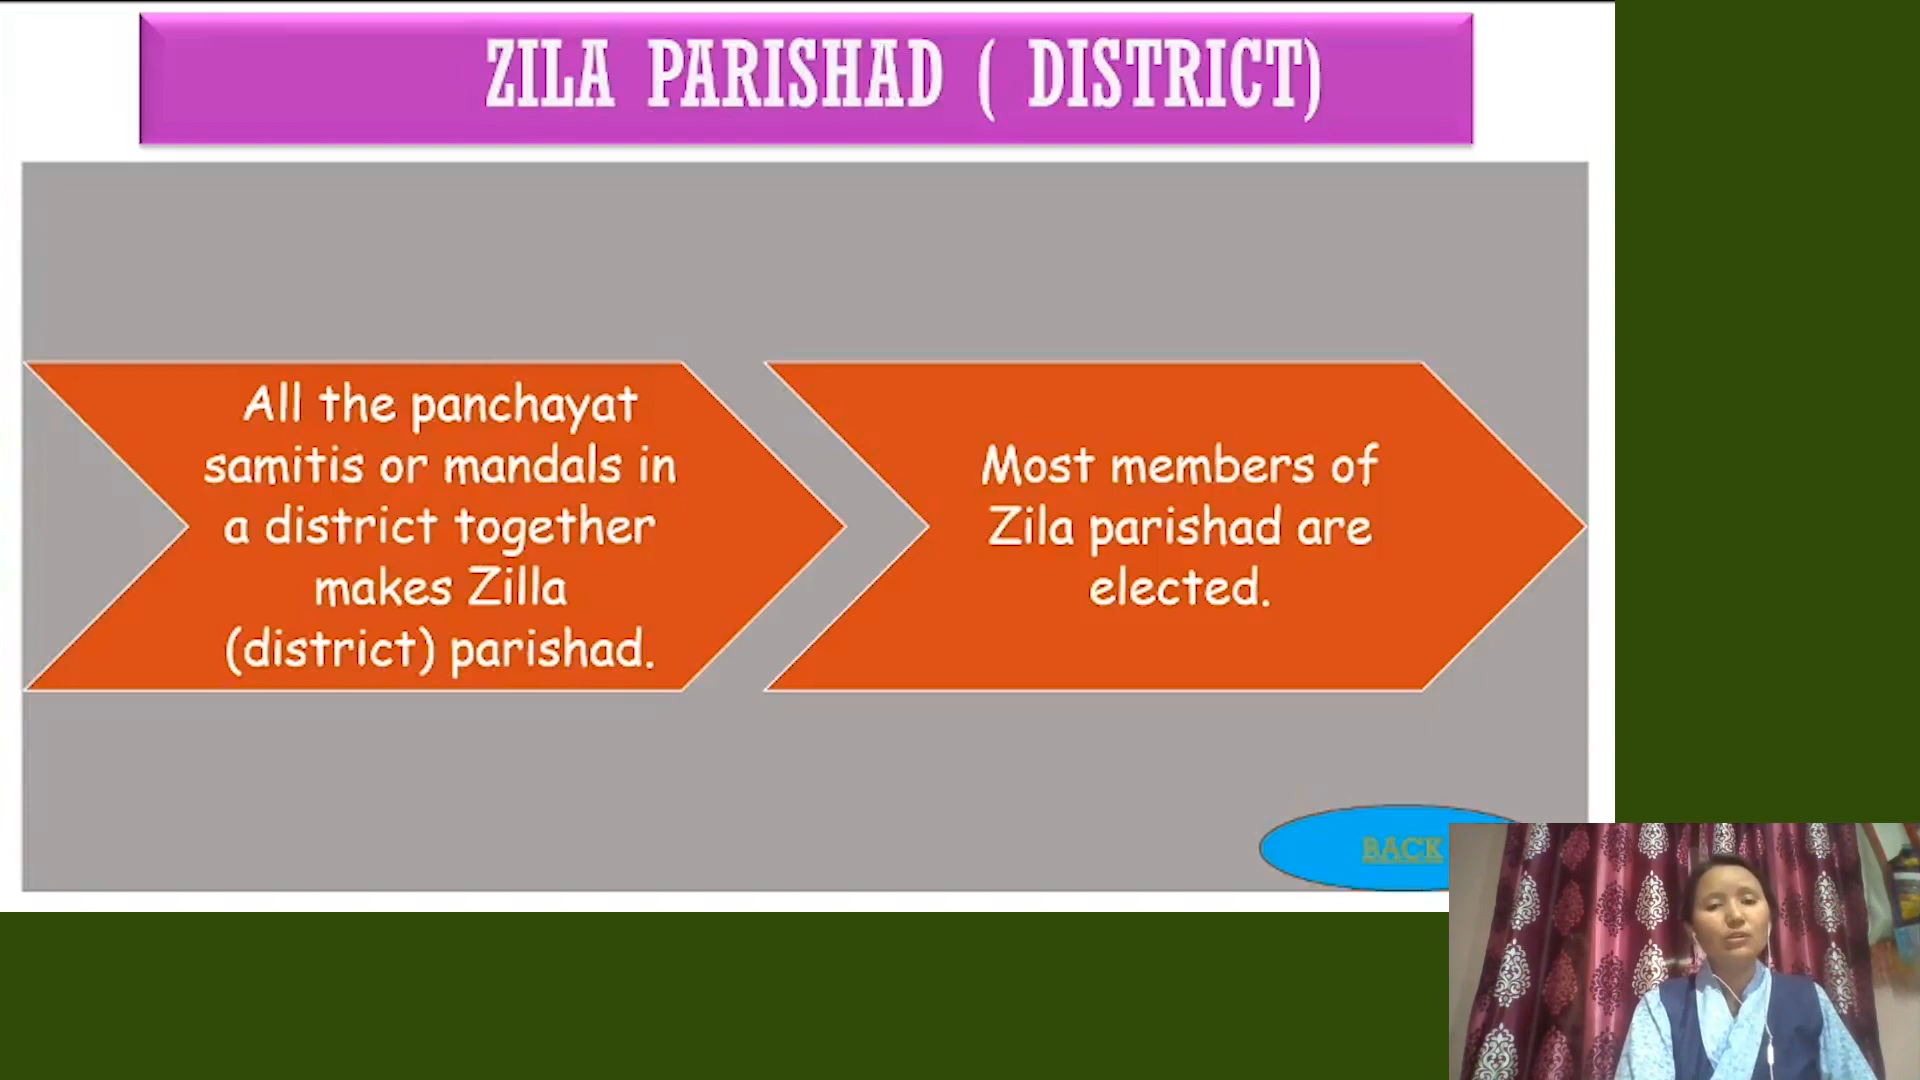 ZILA PARISHAD ( DISTRICT)
All the panchayat
samitis or mandals in
a district together
makes Zilla
(district) parishad.
Most members of
Zila parishad are
elected.
BACK